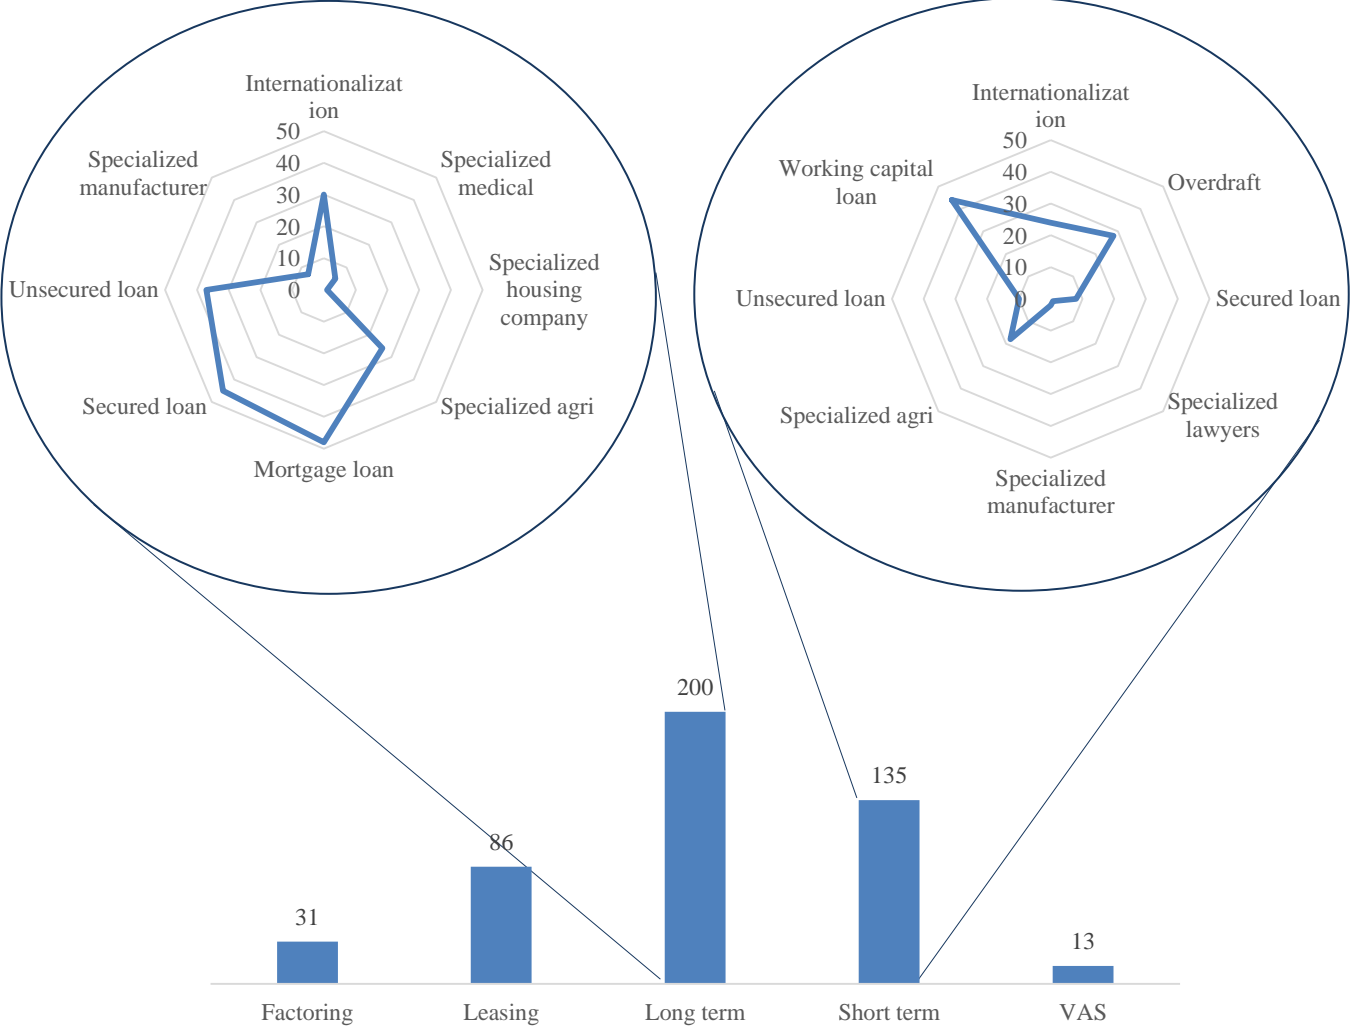 Internationalizat
ion
50
40
30
20
10
0
Specialized
medical
Specialized
housing
company
Specialized agri
Mortgage loan
Secured loan
Unsecured loan
Specialized
manufacturer
Internationalizat
ion
50
40
30
20
10
0
Overdraft
Secured loan
Specialized
lawyers
Specialized
manufacturer
Specialized agri
Unsecured loan
Working capital
loan
31
86
200
135
13
Factoring
Leasing
Long term
Short term
VAS